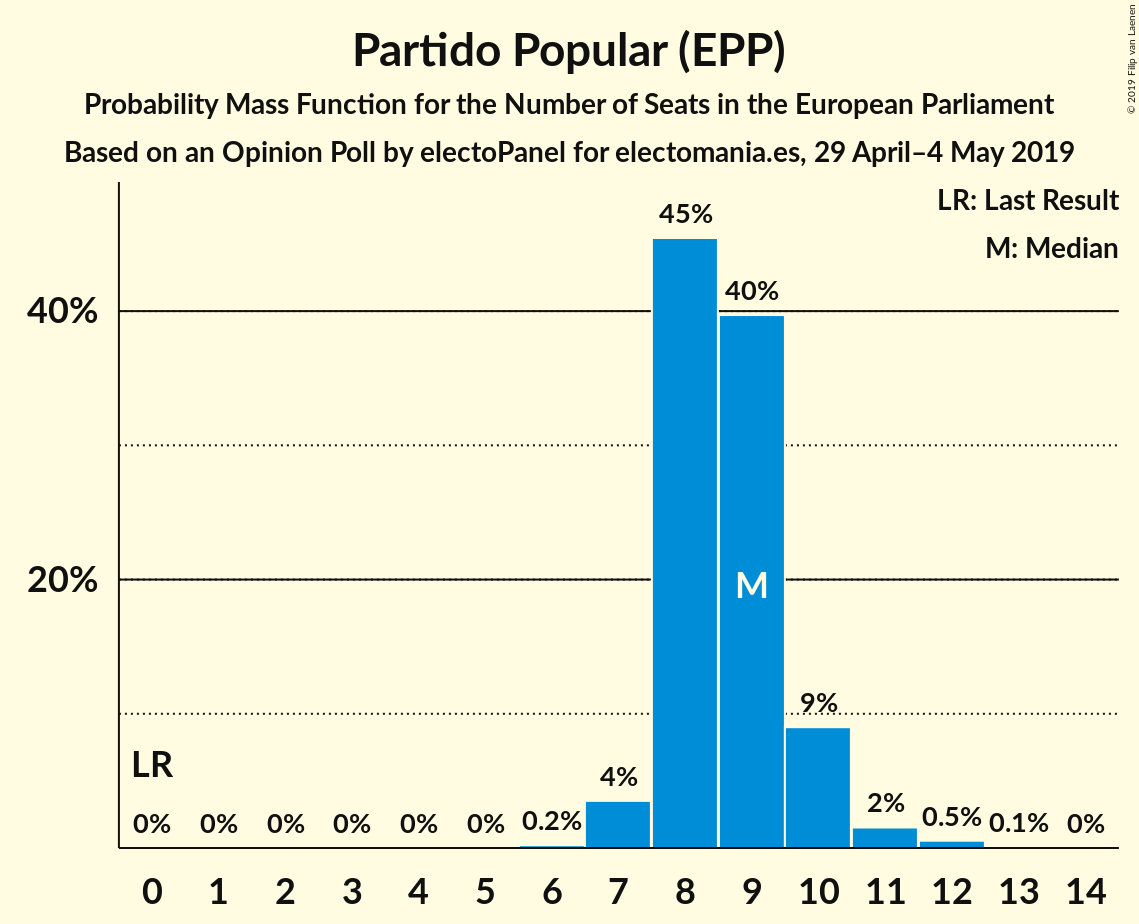 Partido Popular (EPP)
Probability Mass Function for the Number of Seats in the European Parliament
Based on an Opinion Poll by electoPanel for electomania.es, 29 April–4 May 2019
© 2019 Filip van Laenen
LR: Last Result
M: Median
45%
40%
40%
20%
M
9%
LR
4%
2%
0% 0% 0% 0% 0% 0% 0.2% 0.5% 0.1% 0%
0 1 2 3 4 5 6 7 8 9 10 11 12 13 14